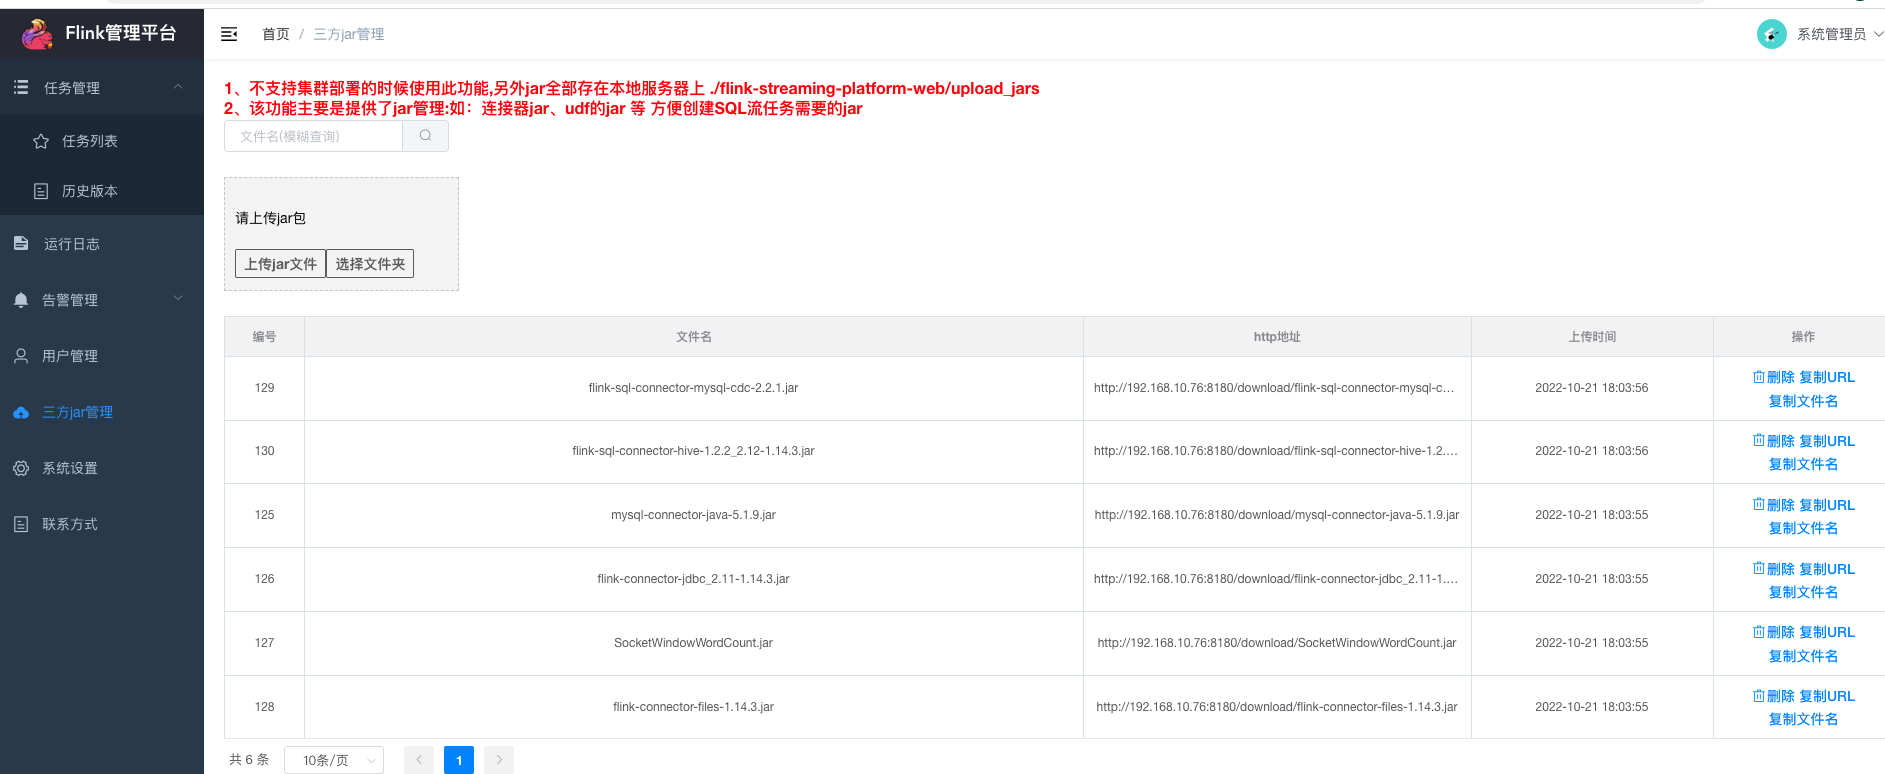 Flink管理平台
首页 / 三方jar管理
系统管理员
任务管理
任务列表
历史版本
运行日志
告警管理
用户管理
三方jar管理
系统设置
联系方式
1、不支持集群部署的时候使用此功能,另外jar全部存在本地服务器上 ./flink-streaming-platform-web/upload_jars
2、该功能主要是提供了jar管理:如：连接器jar、udf的jar 等 方便创建SQL流任务需要的jar
文件名(模糊查询)
请上传jar包
上传jar文件 选择文件夹
编号 文件名 http地址 上传时间 操作
129 flink-sql-connector-mysql-cdc-2.2.1.jar http://192.168.10.76:8180/download/flink-sql-connector-mysql-c... 2022-10-21 18:03:56 删除 复制URL
复制文件名
130 flink-sql-connector-hive-1.2.2_2.12-1.14.3.jar http://192.168.10.76:8180/download/flink-sql-connector-hive-1.2.... 2022-10-21 18:03:56 删除 复制URL
复制文件名
125 mysql-connector-java-5.1.9.jar http://192.168.10.76:8180/download/mysql-connector-java-5.1.9.jar 2022-10-21 18:03:55 删除 复制URL
复制文件名
126 flink-connector-jdbc_2.11-1.14.3.jar http://192.168.10.76:8180/download/flink-connector-jdbc_2.11-1.... 2022-10-21 18:03:55 删除 复制URL
复制文件名
127 SocketWindowWordCount.jar http://192.168.10.76:8180/download/SocketWindowWordCount.jar 2022-10-21 18:03:55 删除 复制URL
复制文件名
128 flink-connector-files-1.14.3.jar http://192.168.10.76:8180/download/flink-connector-files-1.14.3.jar 2022-10-21 18:03:55 删除 复制URL
复制文件名
共 6 条 10条/页 < 1 >